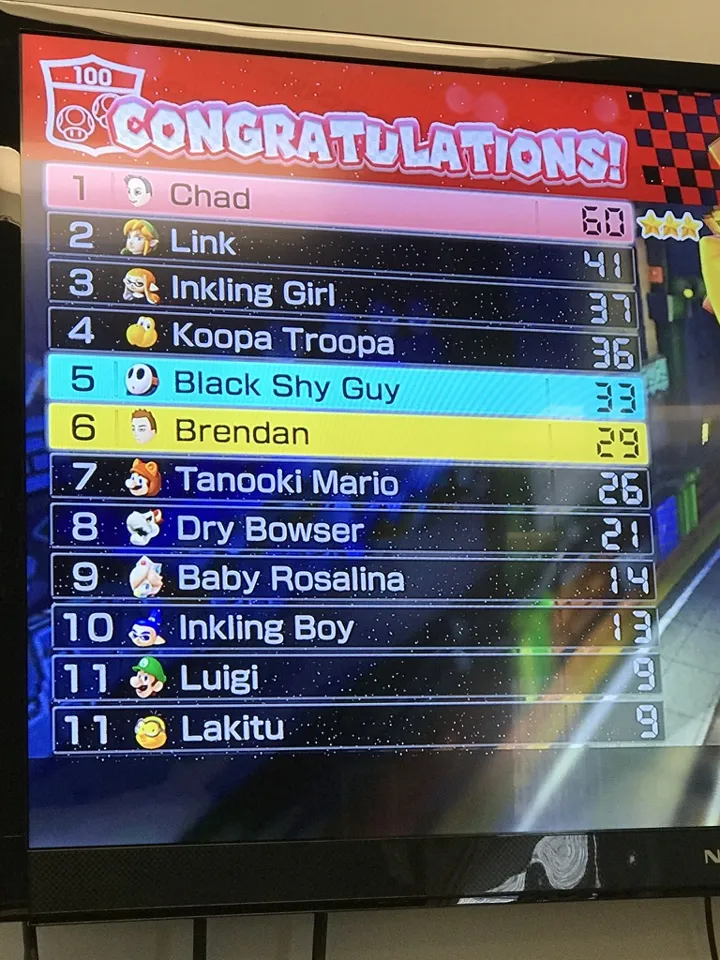 100
CONGRATULATIONS!
1 Chad 60
2 Link 41
3 Inkling Girl 37
4 Koopa Troopa 36
5 Black Shy Guy 33
6 Brendan 29
7 Tanooki Mario 26
8 Dry Bowser 21
9 Baby Rosalina 14
10 Inkling Boy 13
11 Luigi 9
11 Lakitu 9